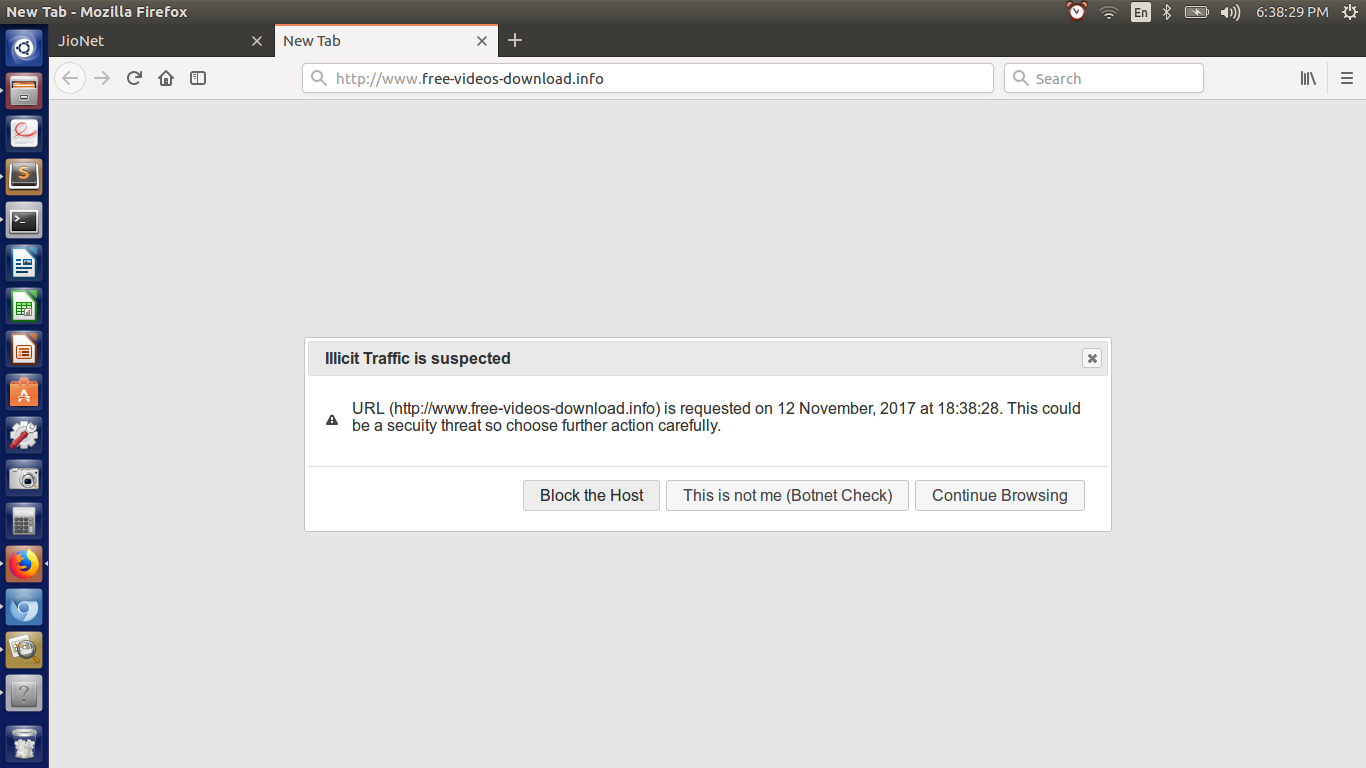 New Tab - Mozilla Firefox
En
6:38:29 PM
JioNet
New Tab
http://www.free-videos-download.info
Search
Illicit Traffic is suspected
URL (http://www.free-videos-download.info) is requested on 12 November, 2017 at 18:38:28. This could
be a secuity threat so choose further action carefully.
Block the Host
This is not me (Botnet Check)
Continue Browsing